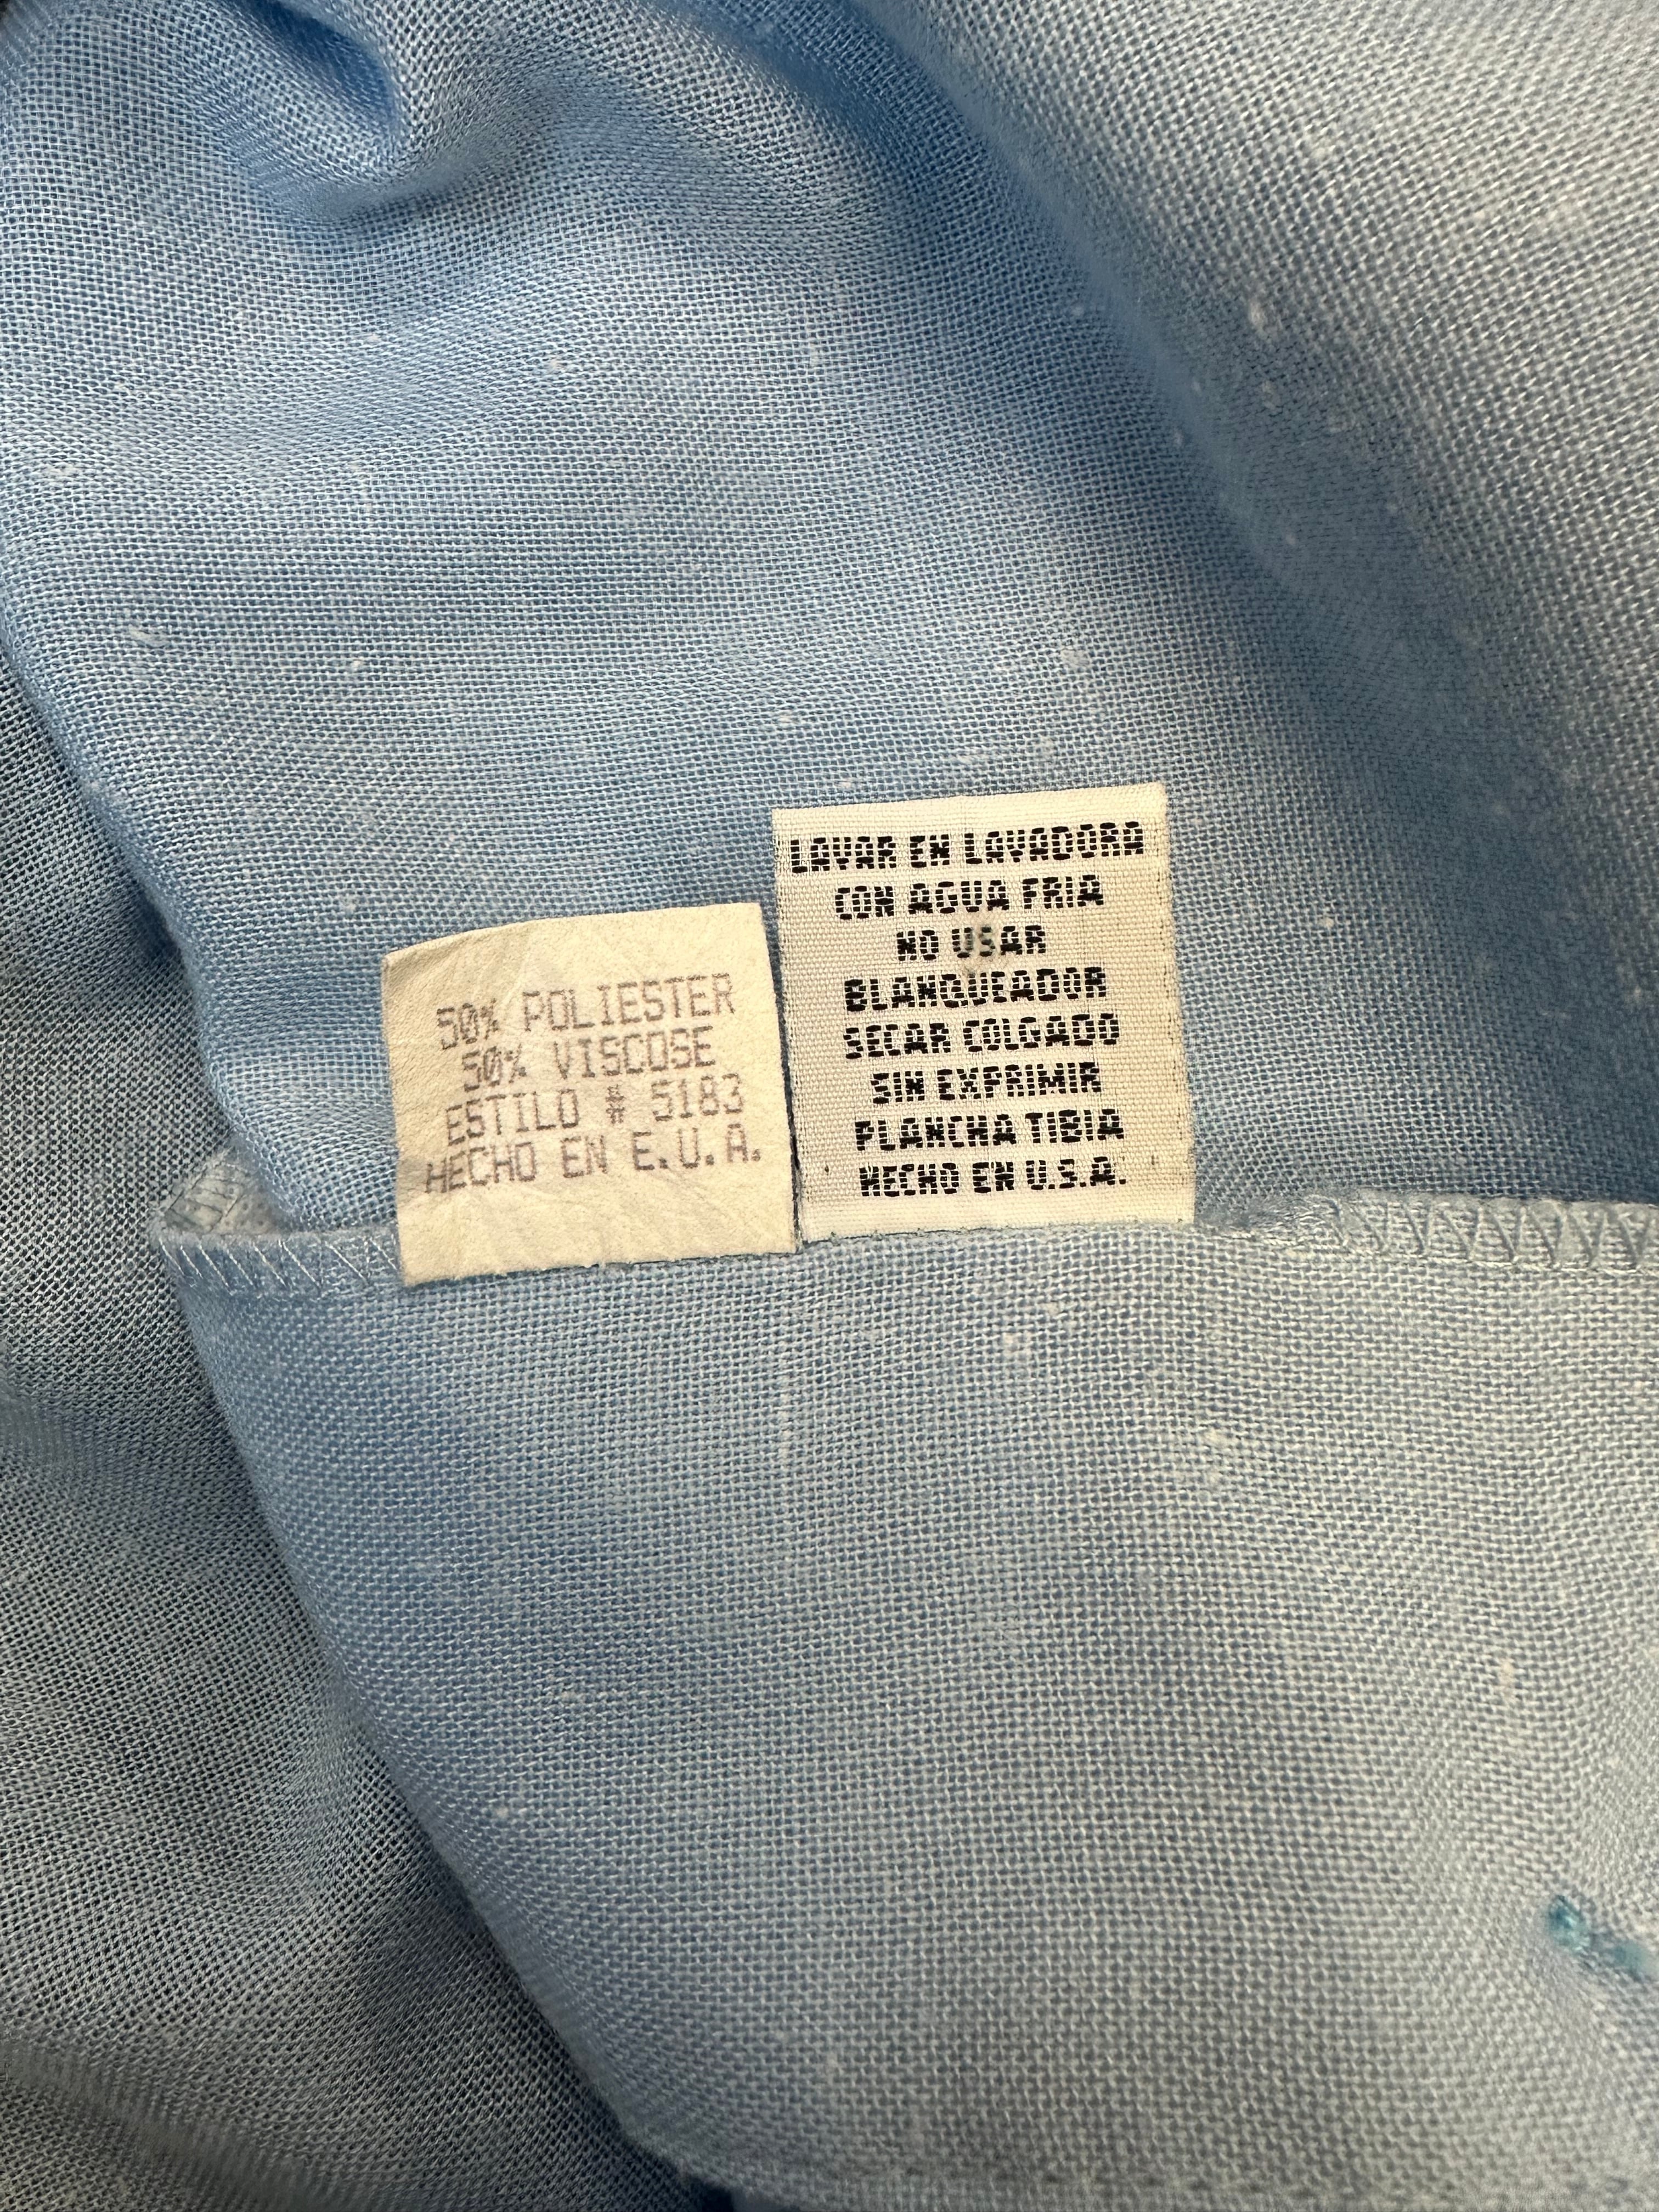 50% POLIESTER
50% VISCOSE
ESTILO # 5183
HECHO EN E.U.A.
LAVAR EN LAVADORA
CON AGUA FRIA
NO USAR
BLANQUEADOR
SECAR COLGADO
SIN EXPRIMIR
PLANCHA TIBIA
HECHO EN U.S.A.